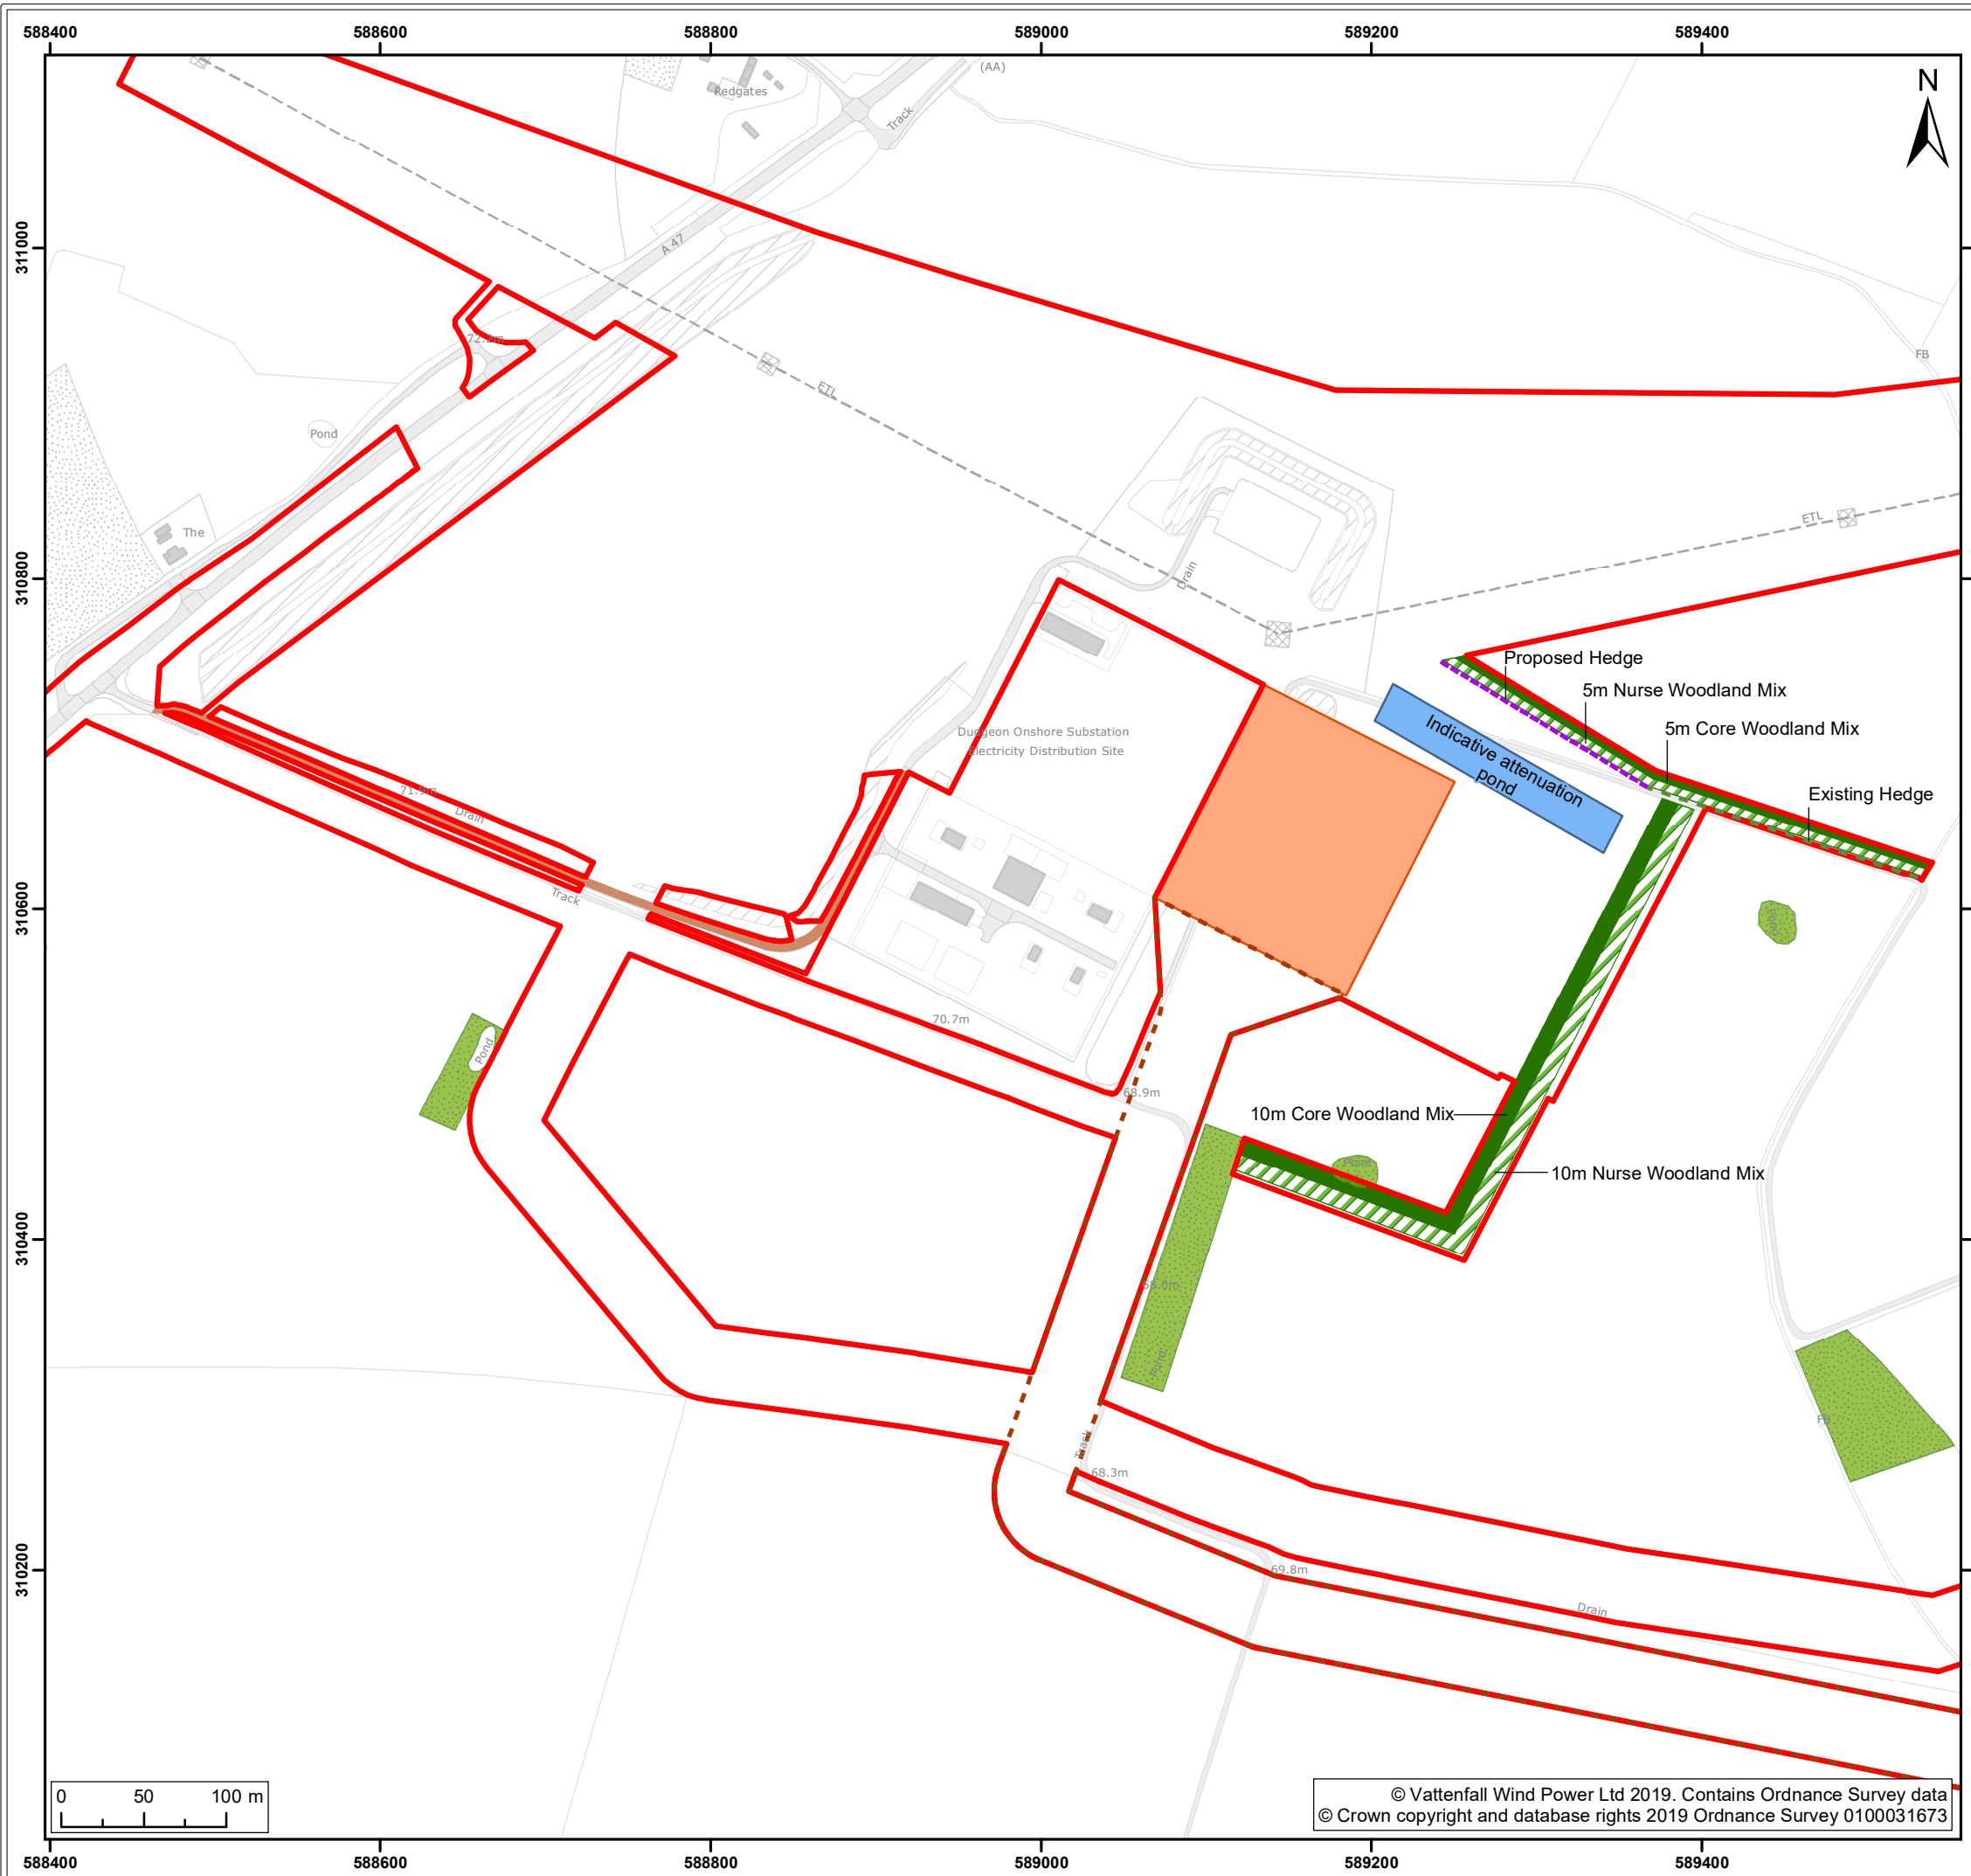 588400
588600
588800
589000
589200
589400
(AA)
Redgates
Track
N
A 47
311000
72.2m
FB
ETL
Pond
The
ETL
310800
Drain
Proposed Hedge
5m Nurse Woodland Mix
5m Core Woodland Mix
Indicative attenuation
pond
Dudgeon Onshore Substation
Electricity Distribution Site
Existing Hedge
71.9m
Drain
Track
310600
Pond
70.7m
Pond
68.9m
10m Core Woodland Mix
Pond
10m Nurse Woodland Mix
310400
68.0m
Pond
FB
Track
68.3m
310200
69.8m
Drain
0
50
100 m
© Vattenfall Wind Power Ltd 2019. Contains Ordnance Survey data
© Crown copyright and database rights 2019 Ordnance Survey 0100031673
588400
588600
588800
589000
589200
589400